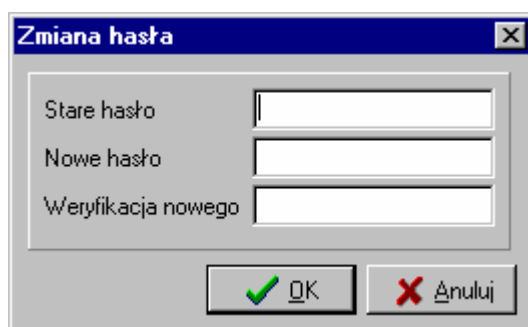 Zmiana hasła
Stare hasło
Nowe hasło
Weryfikacja nowego
OK Anuluj